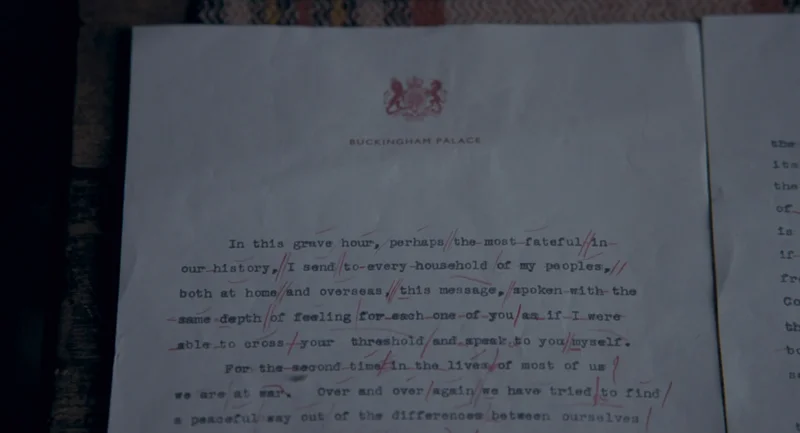 BUCKINGHAM PALACE
In this grave hour, perhaps the most fateful in
our history, I send to every household of my peoples,
both at home and overseas, this message, spoken with the
same depth of feeling for each one of you as if I were
able to cross your threshold and speak to you myself.
For the second time in the lives of most of us
we are at war. Over and over again we have tried to find
a peaceful way out of the differences between ourselves
the
its
the
of
is
if
th